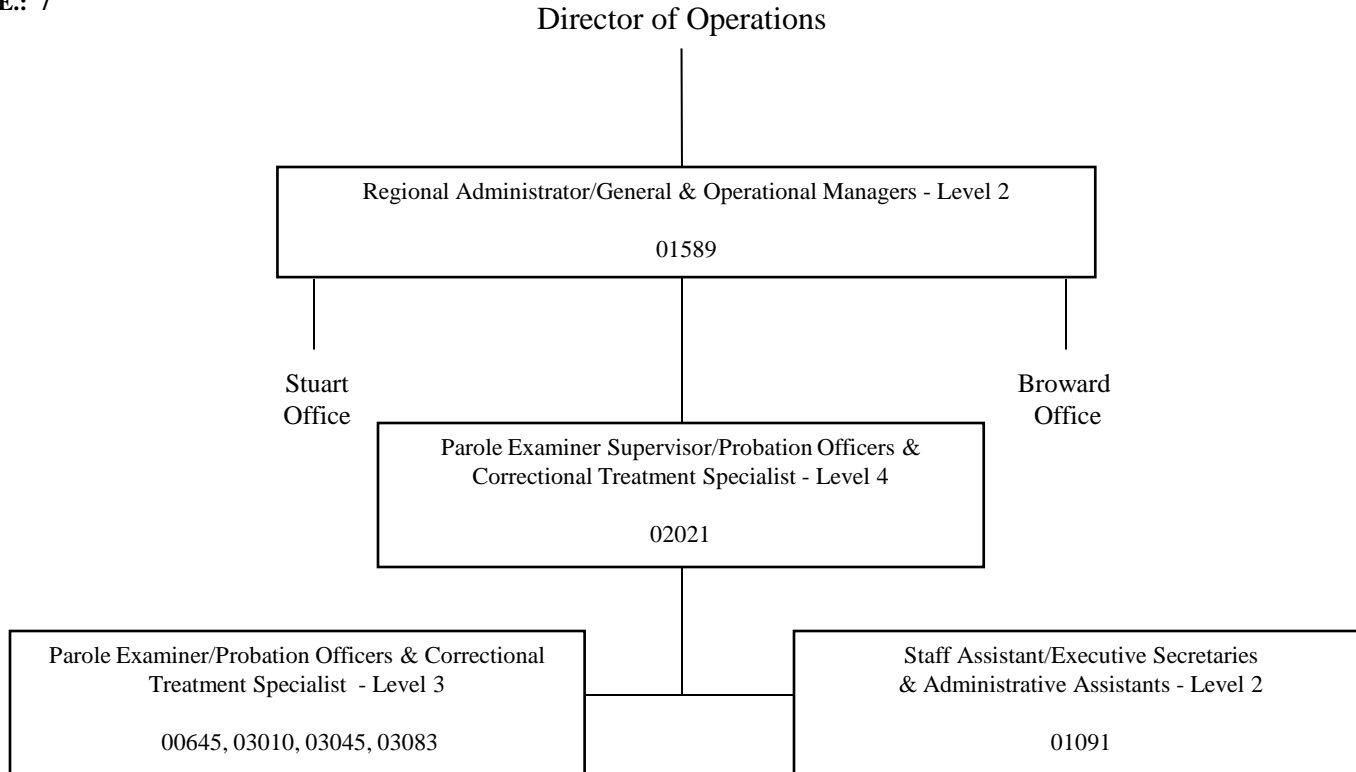 E.: 7
Director of Operations
Regional Administrator/General & Operational Managers - Level 2
01589
Stuart
Office
Broward
Office
Parole Examiner Supervisor/Probation Officers &
Correctional Treatment Specialist - Level 4
02021
Parole Examiner/Probation Officers & Correctional
Treatment Specialist - Level 3
00645, 03010, 03045, 03083
Staff Assistant/Executive Secretaries
& Administrative Assistants - Level 2
01091